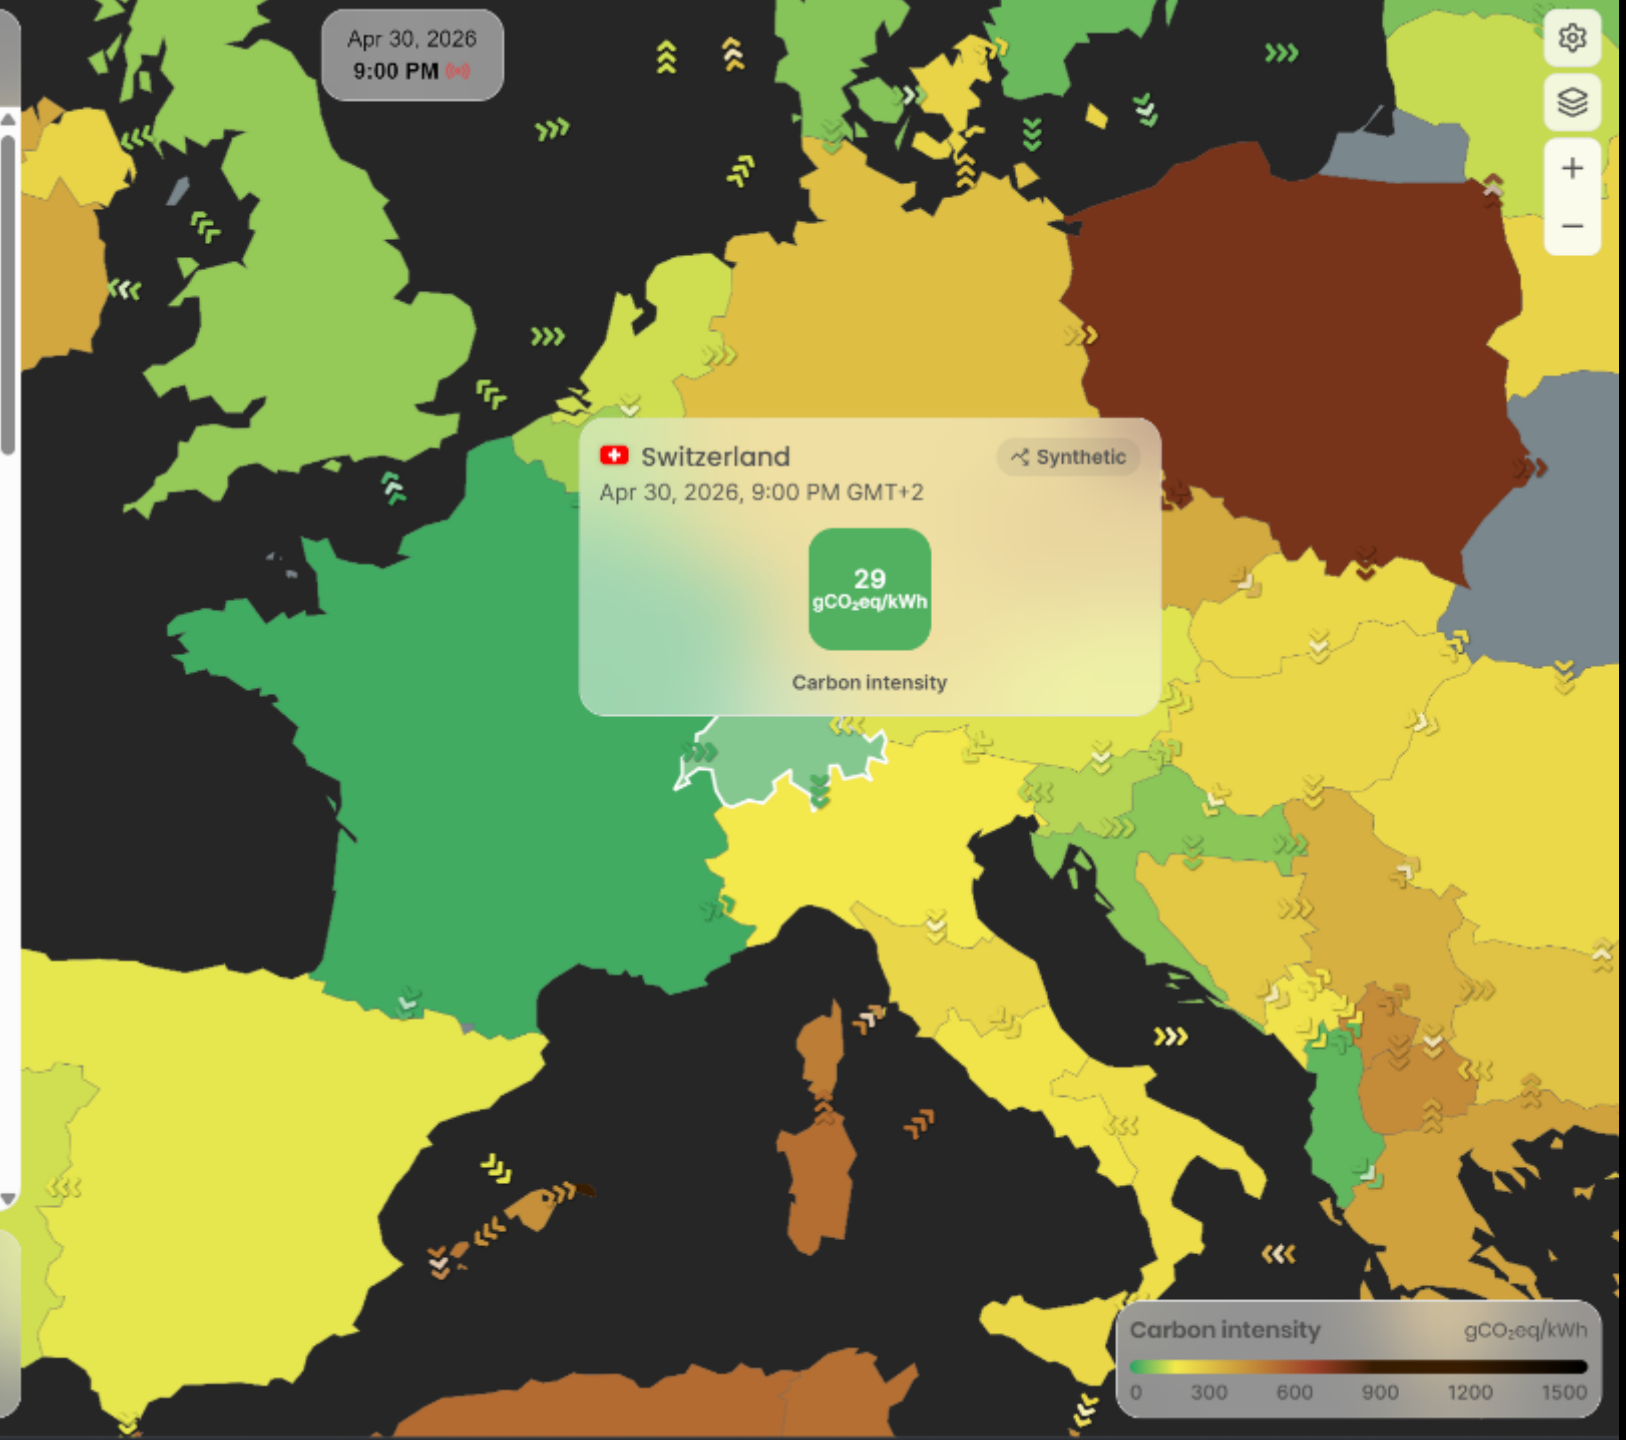 Apr 30, 2026
9:00 PM
Switzerland
Synthetic
Apr 30, 2026, 9:00 PM GMT+2
29
gCO₂eq/kWh
Carbon intensity
Carbon intensity gCO₂eq/kWh
0 300 600 900 1200 1500